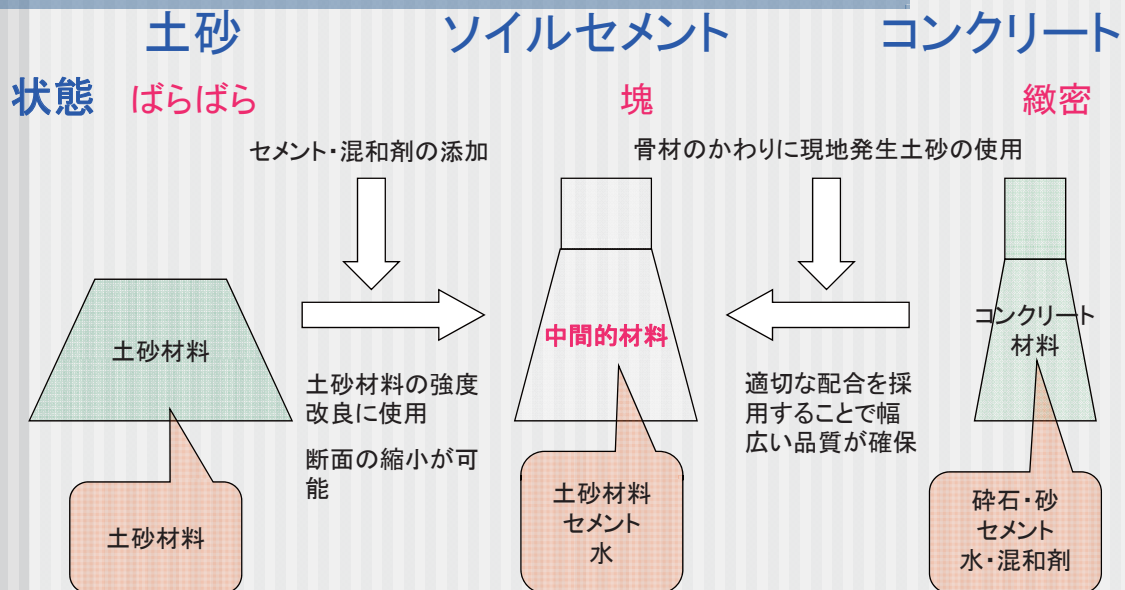 土砂
ソイルセメント
コンクリート
状態
ばらばら
塊
緻密
セメント・混和剤の添加
骨材のかわりに現地発生土砂の使用
土砂材料
中間的材料
コンクリート
材料
土砂材料の強度
改良に使用
断面の縮小が可
能
適切な配合を採
用することで幅
広い品質が確保
土砂材料
土砂材料
セメント
水
砕石・砂
セメント
水・混和剤